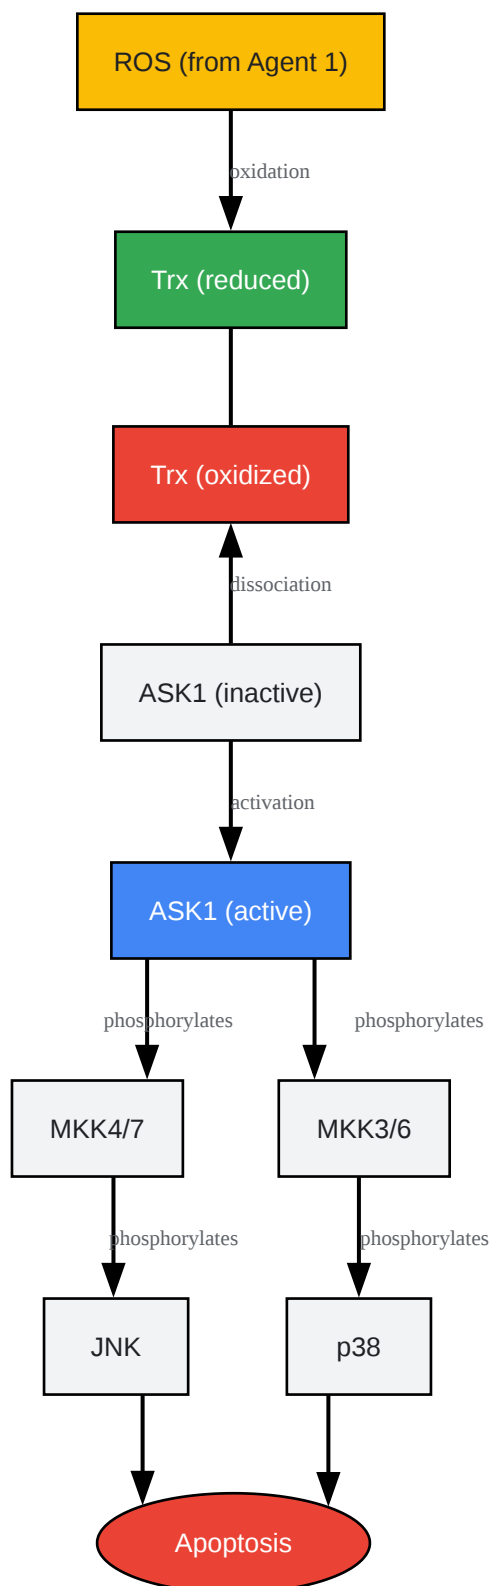 ROS (from Agent 1)
oxidation
Trx (reduced)
Trx (oxidized)
dissociation
ASK1 (inactive)
activation
ASK1 (active)
phosphorylates
phosphorylates
MKK4/7
MKK3/6
phosphorylates
phosphorylates
JNK
p38
Apoptosis